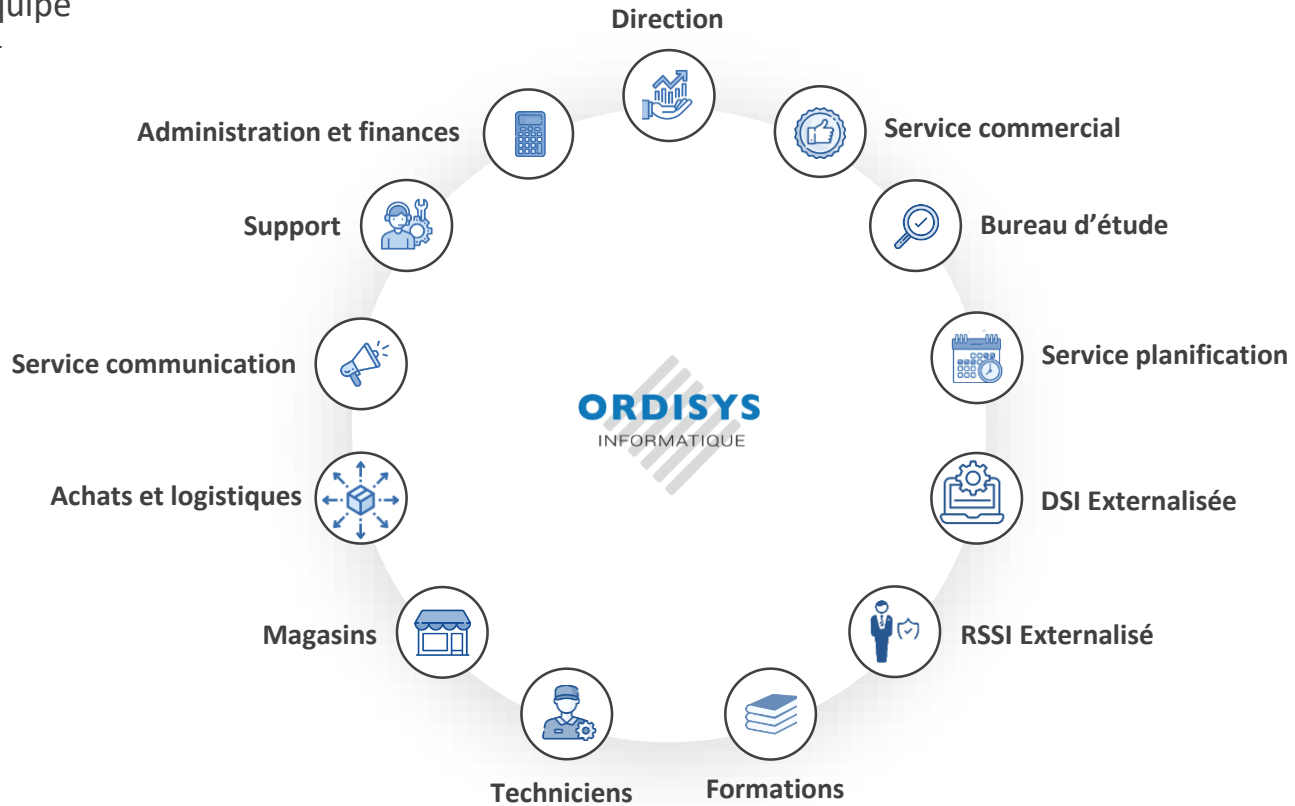 Direction
Administration et finances
Service commercial
Support
Bureau d’étude
Service communication
Service planification
ORDISYS
INFORMATIQUE
Achats et logistiques
DSI Externalisée
Magasins
RSSI Externalisé
Techniciens
Formations